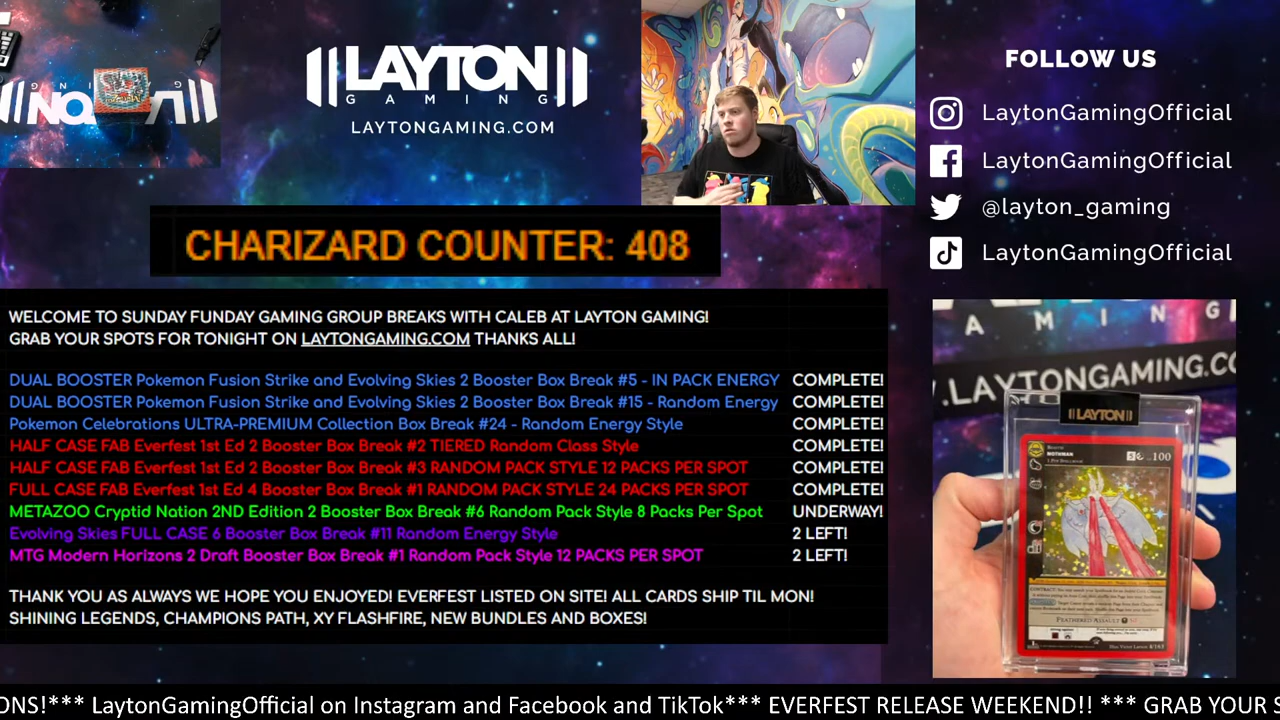 LAYTON
GAMING
LAYTONGAMING.COM
FOLLOW US
LaytonGamingOfficial
LaytonGamingOfficial
@layton_gaming
LaytonGamingOfficial
CHARIZARD COUNTER: 408
WELCOME TO SUNDAY FUNDAY GAMING GROUP BREAKS WITH CALEB AT LAYTON GAMING!
GRAB YOUR SPOTS FOR TONIGHT ON LAYTONGAMING.COM THANKS ALL!
DUAL BOOSTER Pokemon Fusion Strike and Evolving Skies 2 Booster Box Break #5 - IN PACK ENERGY COMPLETE!
DUAL BOOSTER Pokemon Fusion Strike and Evolving Skies 2 Booster Box Break #15 - Random Energy COMPLETE!
Pokemon Celebrations ULTRA-PREMIUM Collection Box Break #24 - Random Energy Style COMPLETE!
HALF CASE FAB Everfest 1st Ed 2 Booster Box Break #2 TIERED Random Class Style COMPLETE!
HALF CASE FAB Everfest 1st Ed 2 Booster Box Break #3 RANDOM PACK STYLE 12 PACKS PER SPOT COMPLETE!
FULL CASE FAB Everfest 1st Ed 4 Booster Box Break #1 RANDOM PACK STYLE 24 PACKS PER SPOT COMPLETE!
METAZOO Cryptid Nation 2ND Edition 2 Booster Box Break #6 Random Pack Style 8 Packs Per Spot UNDERWAY!
Evolving Skies FULL CASE 6 Booster Box Break #11 Random Energy Style 2 LEFT!
MTG Modern Horizons 2 Draft Booster Box Break #1 Random Pack Style 12 PACKS PER SPOT 2 LEFT!
THANK YOU AS ALWAYS WE HOPE YOU ENJOYED! EVERFEST LISTED ON SITE! ALL CARDS SHIP TIL MON!
SHINING LEGENDS, CHAMPIONS PATH, XY FLASHFIRE, NEW BUNDLES AND BOXES!
A M I N G
.LAYTONGAMING.CO
LAYTON
MOTHMAN
100
FEATHERED ASSAULT
ONS!*** LaytonGamingOfficial on Instagram and Facebook and TikTok*** EVERFEST RELEASE WEEKEND!! *** GRAB YOUR S